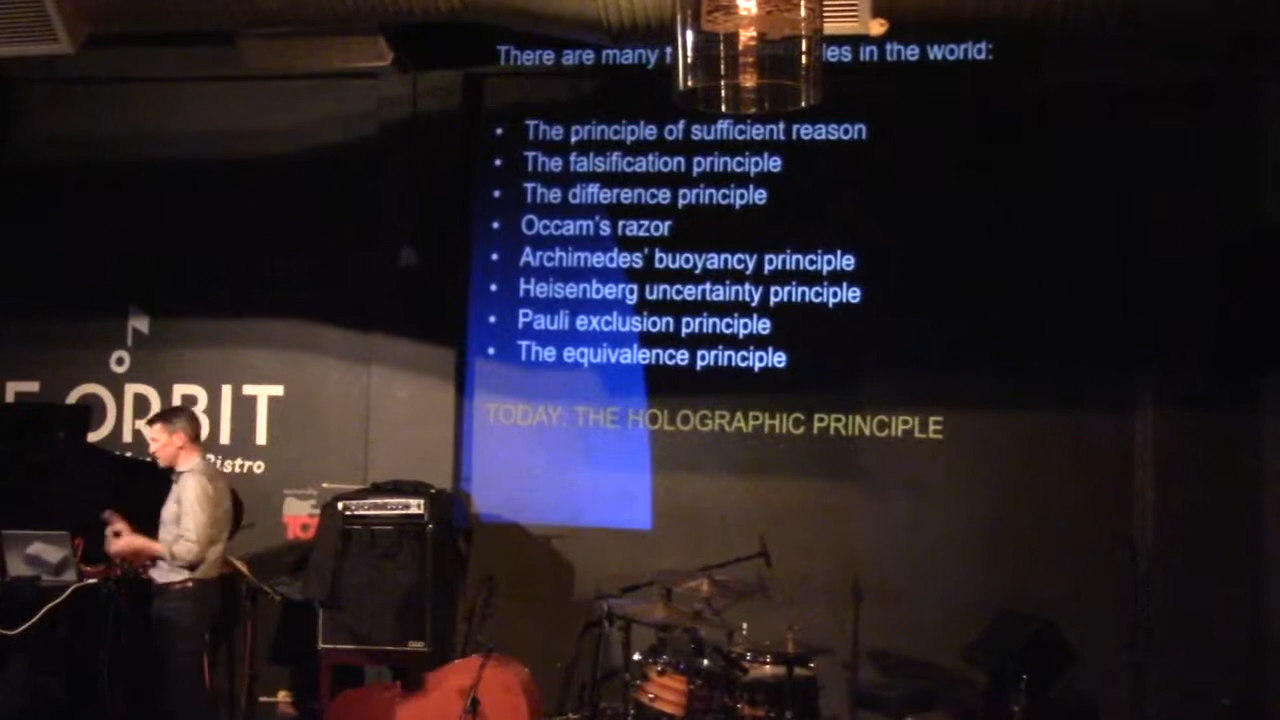 There are many les in the world:
• The principle of sufficient reason
• The falsification principle
• The difference principle
• Occam's razor
• Archimedes' buoyancy principle
• Heisenberg uncertainty principle
• Pauli exclusion principle
• The equivalence principle
TODAY: THE HOLOGRAPHIC PRINCIPLE
E ORBIT
Bistro